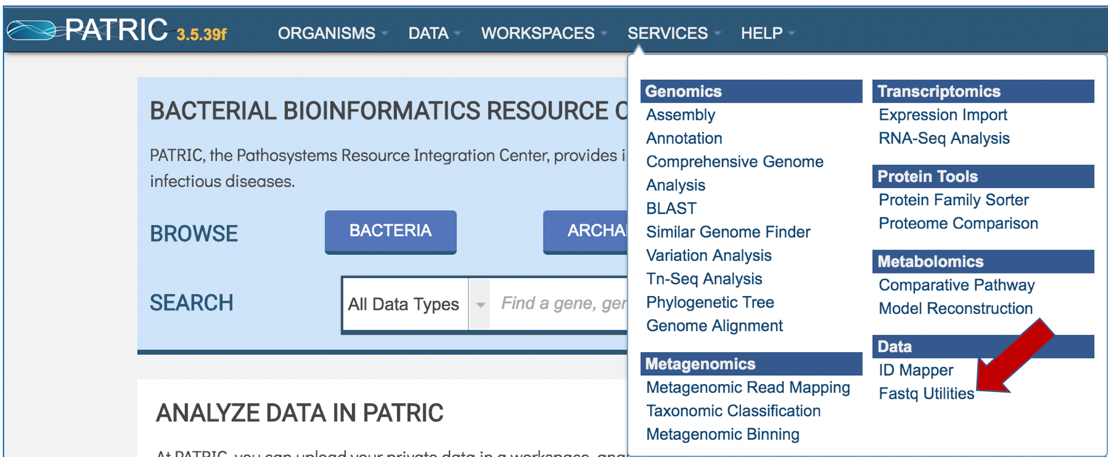 PATRIC 3.5.39f
ORGANISMS DATA WORKSPACES SERVICES HELP
BACTERIAL BIOINFORMATICS RESOURCE C
PATRIC, the Pathosystems Resource Integration Center, provides i
infectious diseases.
BROWSE BACTERIA ARCHA
SEARCH All Data Types Find a gene, ger
ANALYZE DATA IN PATRIC
At PATRIC, you can upload your private data in a workspace, ana
Genomics
Assembly
Annotation
Comprehensive Genome
Analysis
BLAST
Similar Genome Finder
Variation Analysis
Tn-Seq Analysis
Phylogenetic Tree
Genome Alignment
Metagenomics
Metagenomic Read Mapping
Taxonomic Classification
Metagenomic Binning
Transcriptomics
Expression Import
RNA-Seq Analysis
Protein Tools
Protein Family Sorter
Proteome Comparison
Metabolomics
Comparative Pathway
Model Reconstruction
Data
ID Mapper
Fastq Utilities